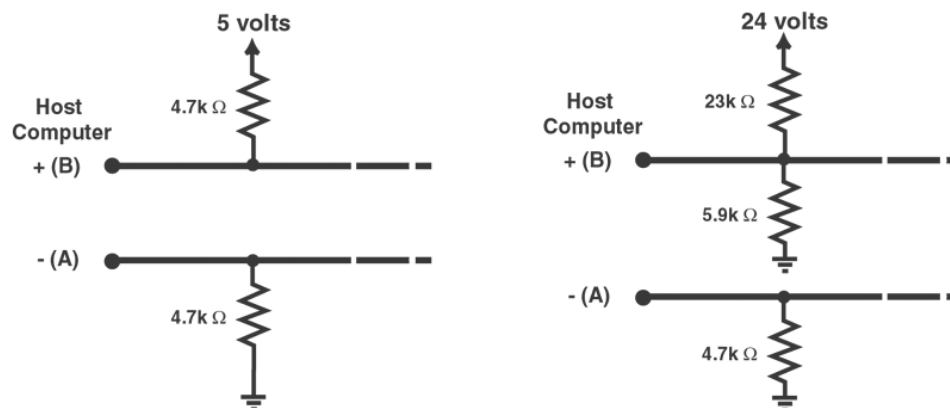 5 volts
4.7k Ω
Host
Computer
+ (B)
- (A)
4.7k Ω
24 volts
23k Ω
Host
Computer
+ (B)
5.9k Ω
- (A)
4.7k Ω